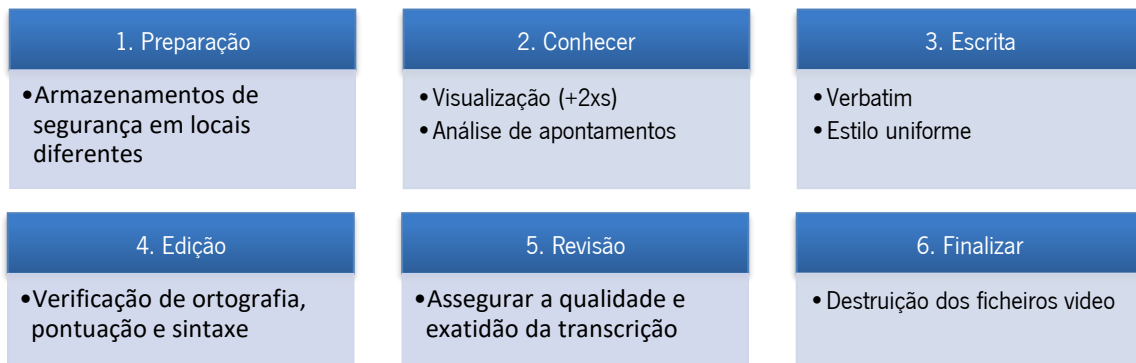 1. Preparação
•Armazenamentos de
segurança em locais
diferentes
2. Conhecer
• Visualização (+2xs)
• Análise de apontamentos
3. Escrita
• Verbatim
• Estilo uniforme
4. Edição
•Verificação de ortografia,
pontuação e sintaxe
5. Revisão
•Assegurar a qualidade e
exatidão da transcrição
6. Finalizar
• Destruição dos ficheiros video